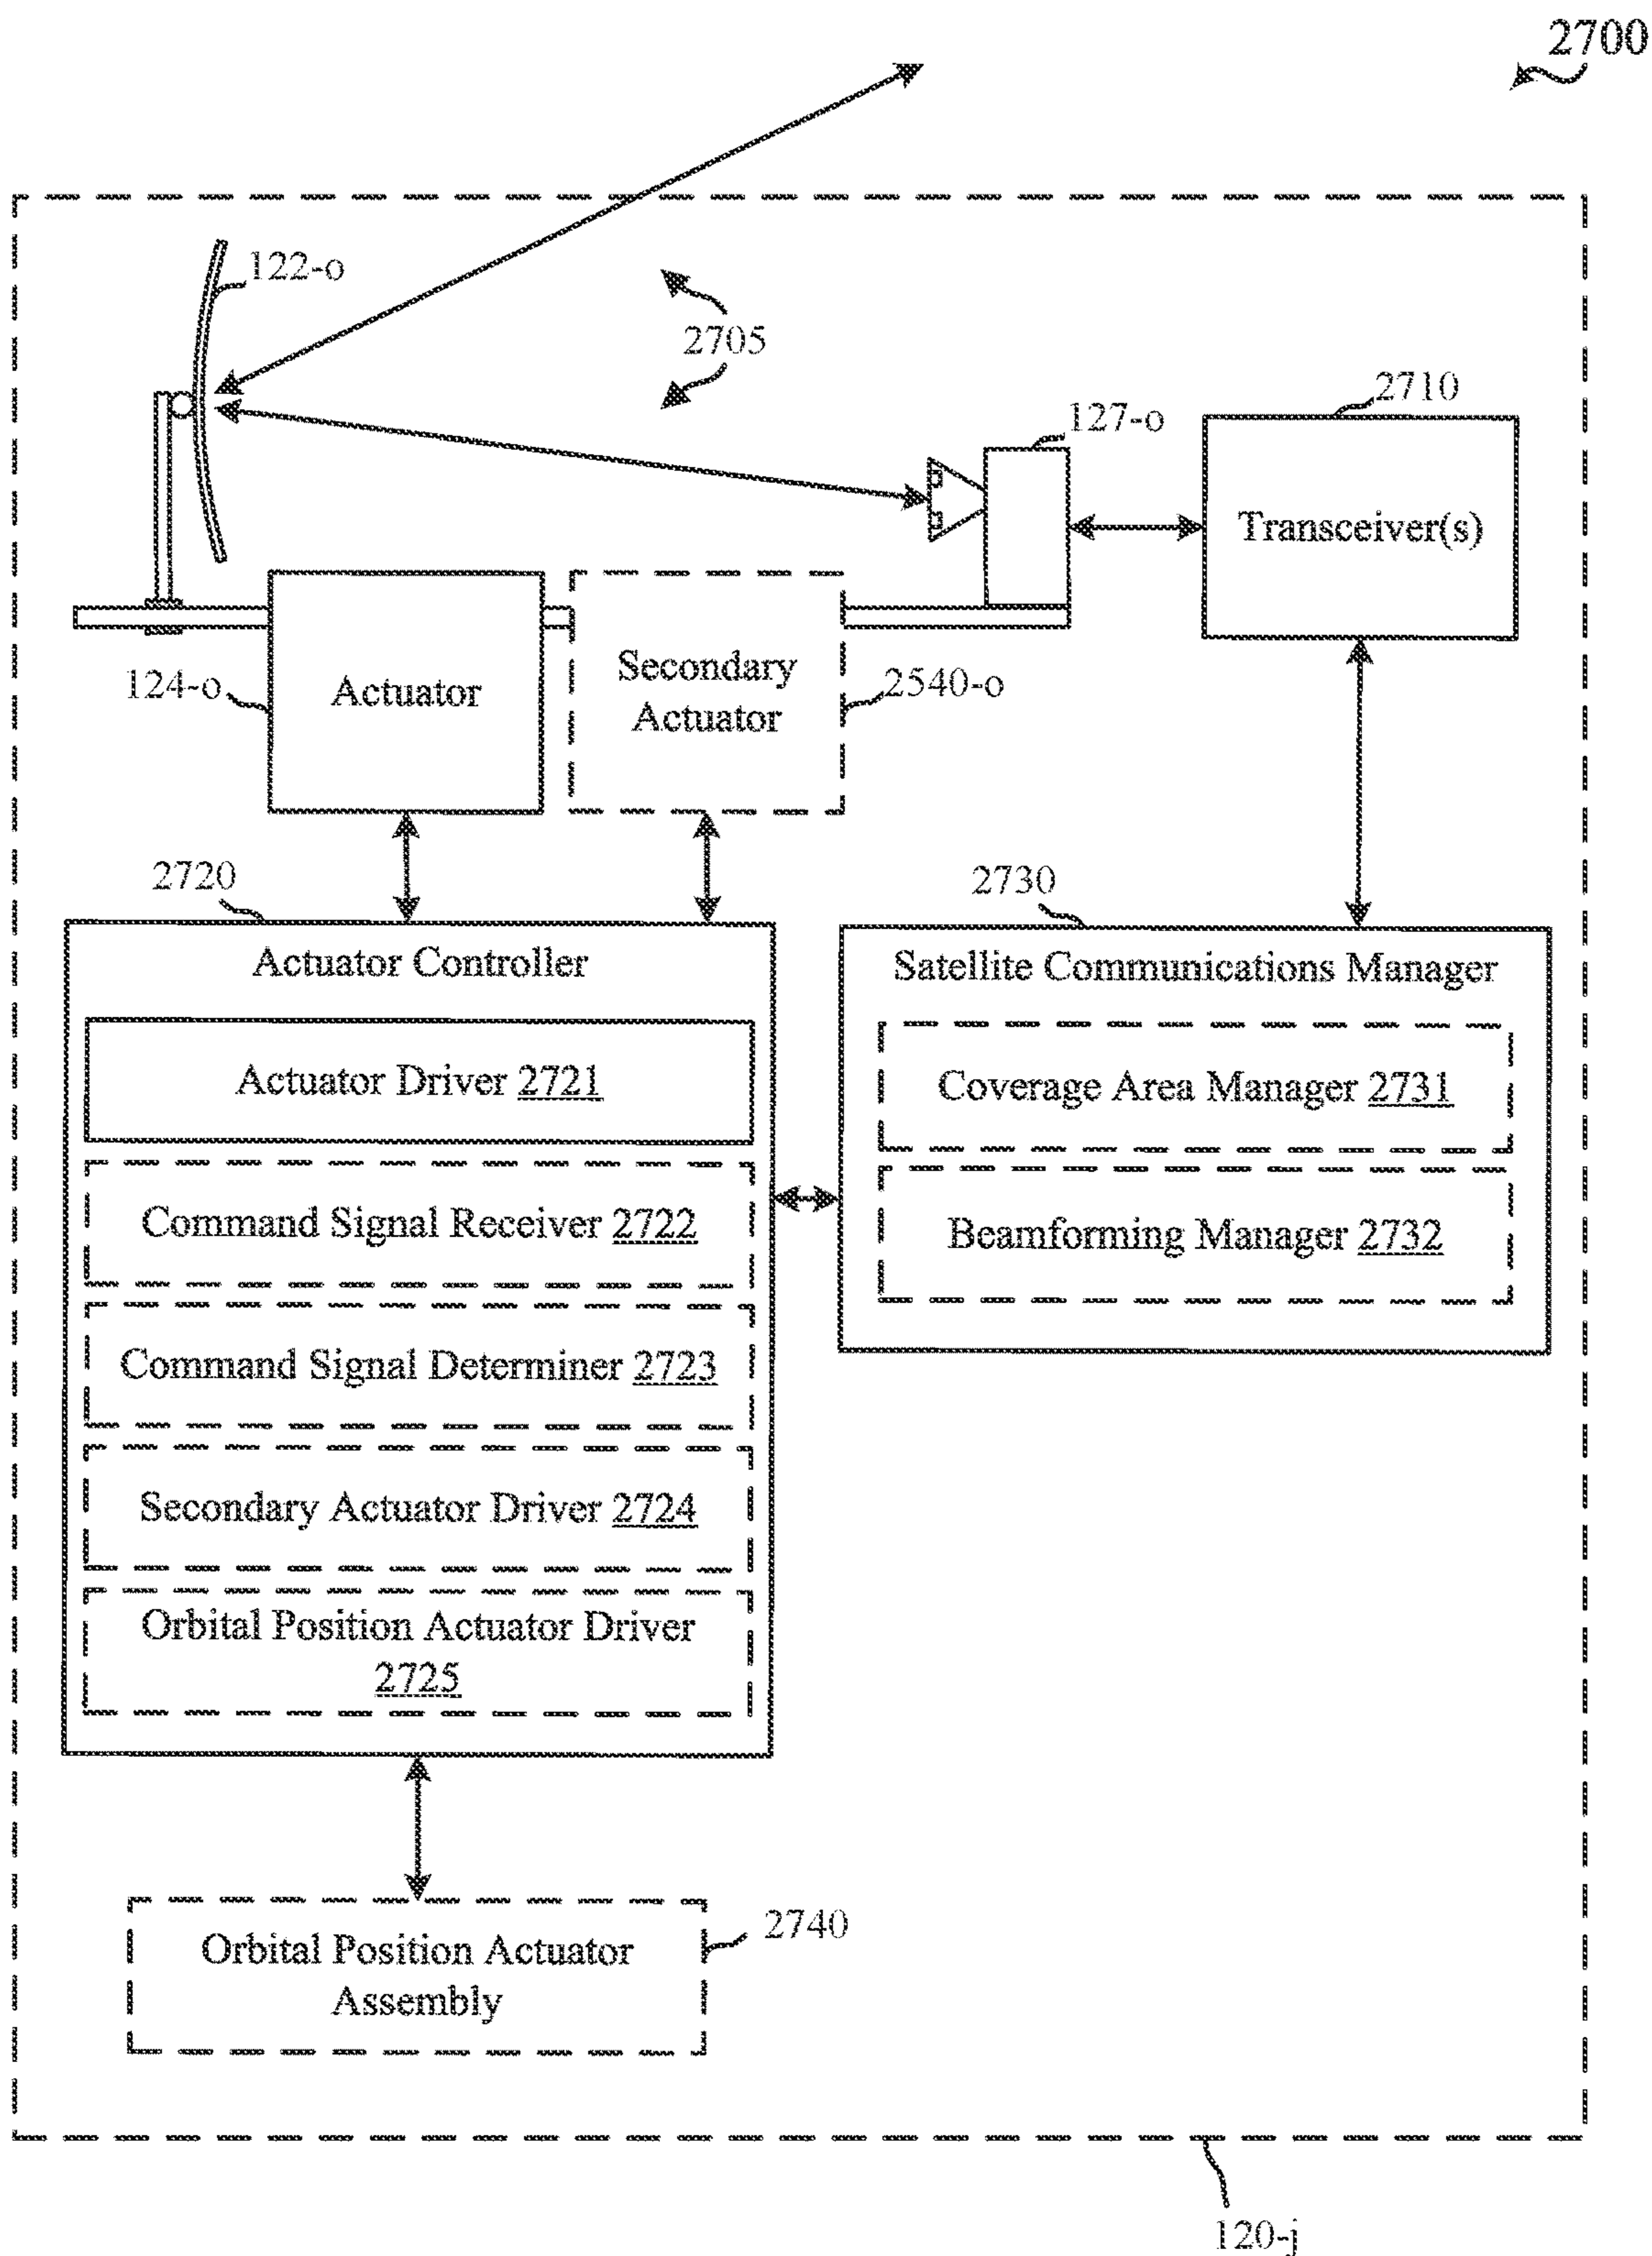 2700
122-o
2705
2710
127-o
Transceiver(s)
124-o
Actuator
Secondary
Actuator
2540-o
2720
2730
Actuator Controller
Actuator Driver 2721
Command Signal Receiver 2722
Command Signal Determiner 2723
Secondary Actuator Driver 2724
Orbital Position Actuator Driver
2725
Satellite Communications Manager
Coverage Area Manager 2731
Beamforming Manager 2732
Orbital Position Actuator
Assembly
2740
120-j